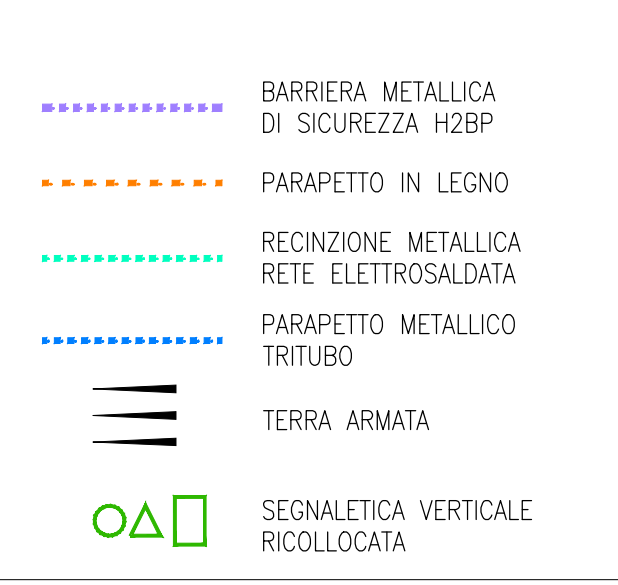 BARRIERA METALLICA
DI SICUREZZA H2BP
PARAPETTO IN LEGNO
RECINZIONE METALLICA
RETE ELETTROSALDATA
PARAPETTO METALLICO
TRITUBO
TERRA ARMATA
SEGNALETICA VERTICALE
RICOLLOCATA